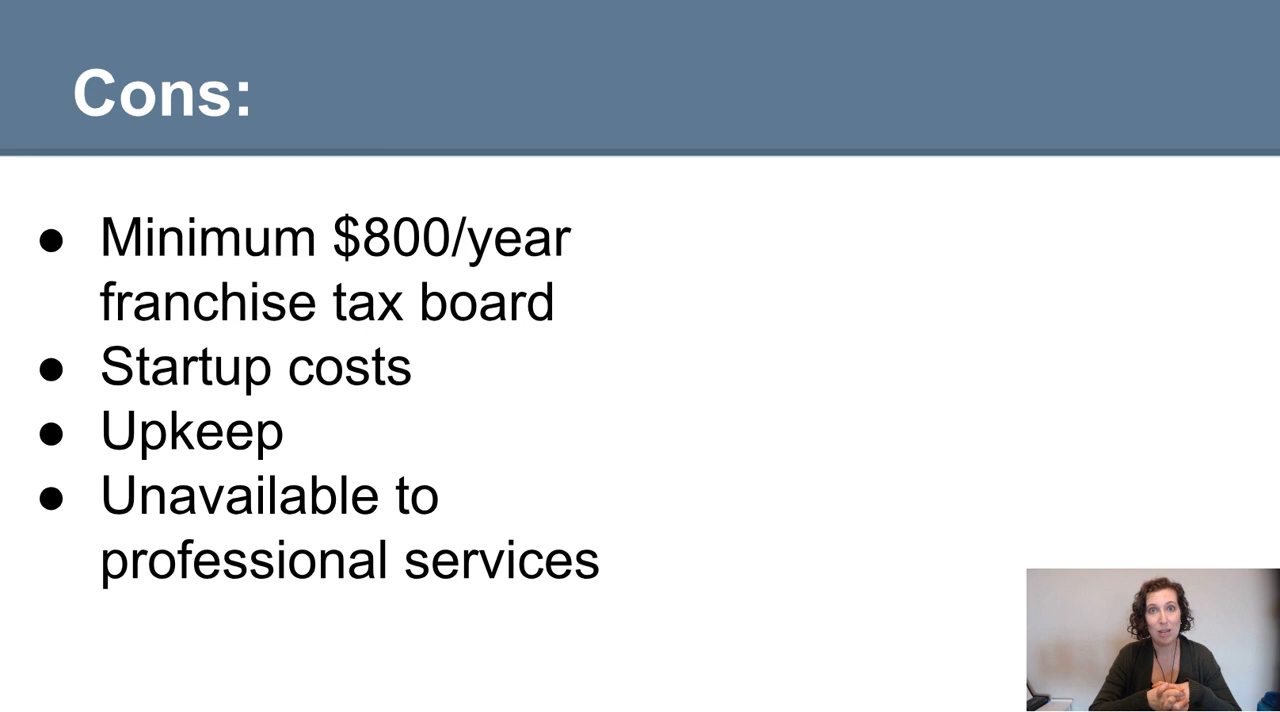 Cons:
● Minimum $800/year
franchise tax board
● Startup costs
● Upkeep
● Unavailable to
professional services